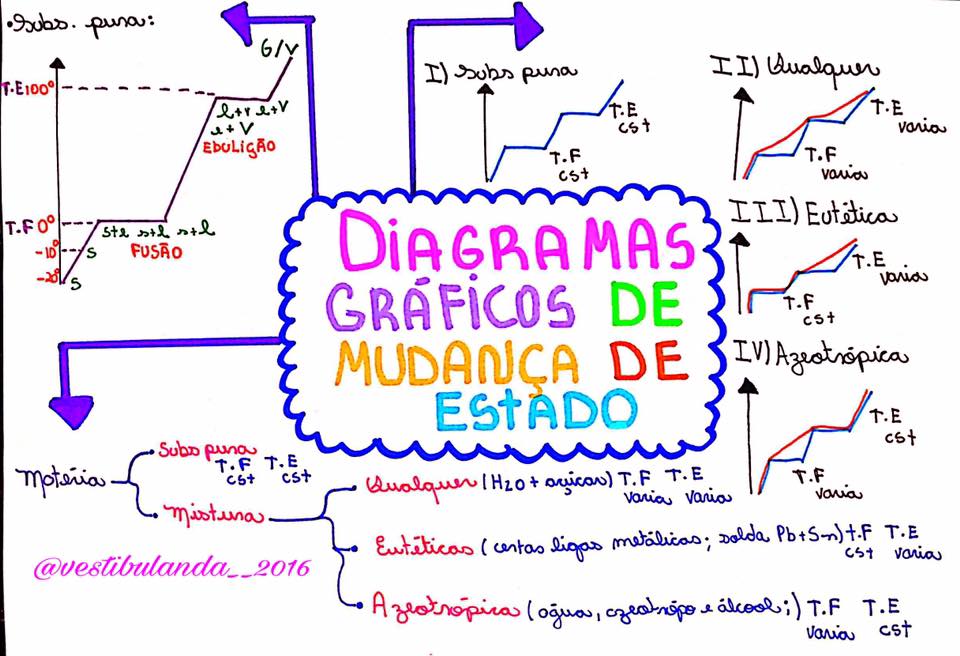 •Subs. pura:
G/V
T.E 100°
l+v l+v
l+V
EBULIÇÃO
T.F 0°
s+l s+l s+l
FUSÃO
-10°
S
-20°
S
I) Subs pura
T.E
cst
T.F
cst
II) Qualquer
T.E
varia
T.F
varia
III) Eutética
T.E
varia
T.F
cst
IV) Azeotrópica
T.E
cst
T.F
varia
DIAGRAMAS
GRÁFICOS DE
MUDANÇA DE
ESTADO
Matéria
Subs pura
T.F T.E
cst cst
Mistura
Qualquer (H2O + açúcar) T.F T.E
varia varia
Eutéticas (certas ligas metálicas; solda Pb+Sn) t.F T.E
cst varia
Azeotrópica (água, azeótropo e álcool;) T.F T.E
varia cst
@vestibulanda__2016